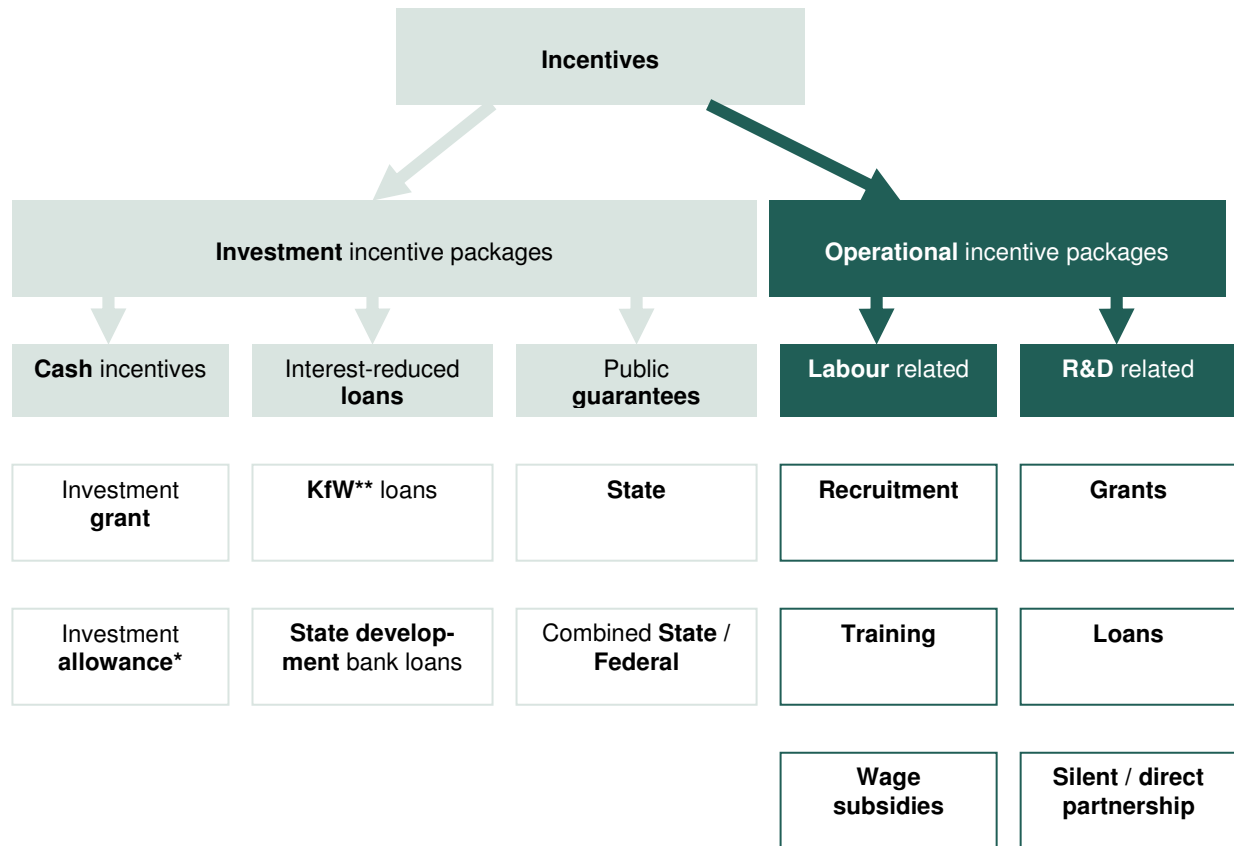 Incentives
Investment incentive packages
Operational incentive packages
Cash incentives
Interest-reduced
loans
Public
guarantees
Labour related
R&D related
Investment
grant
KfW** loans
State
Recruitment
Grants
Investment
allowance*
State develop-
ment bank loans
Combined State /
Federal
Training
Loans
Wage
subsidies
Silent / direct
partnership